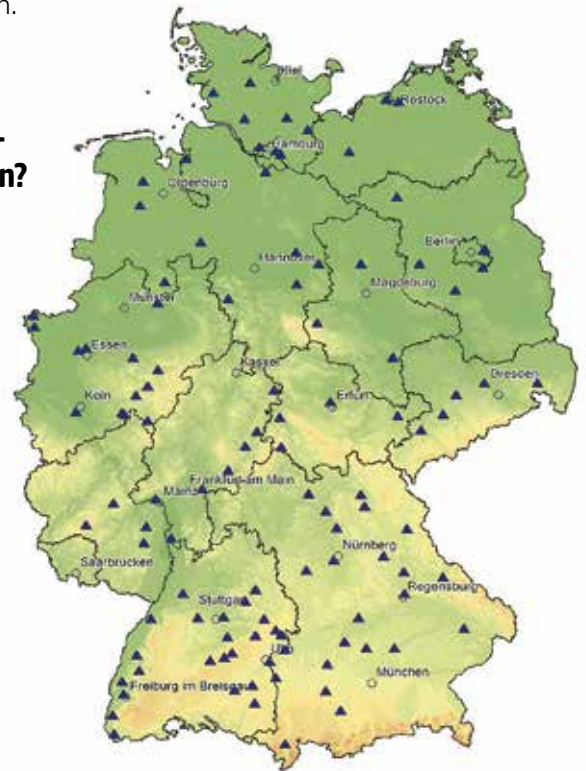 n.
Kiel
Rostock
-
Hamburg
n?
Oldenburg
Berlin
Hannover
Magdeburg
Münster
Essen
Kassel
Dresden
Köln
Erfurt
Frankfurt am Main
Mainz
Nürnberg
Saarbrücken
Regensburg
Stuttgart
Ulm
München
Freiburg im Breisgau